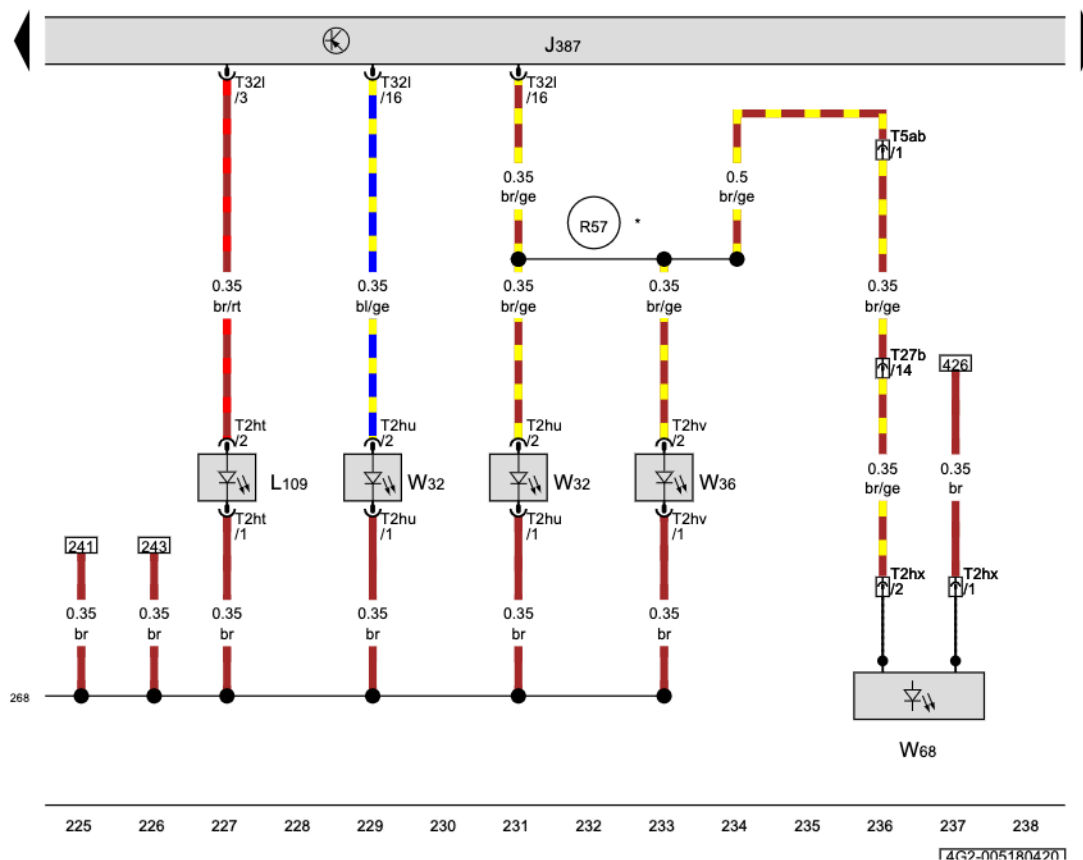 J387
T32l
/3
T32l
/16
T32l
/16
T5ab
/1
0.35
br/ge
0.5
br/ge
R57
*
0.35
br/rt
0.35
bl/ge
0.35
br/ge
0.35
br/ge
0.35
br/ge
T27b
/14
426
T2ht
/2
T2hu
/2
T2hu
/2
T2hv
/2
L109
W32
W32
W36
0.35
br/ge
0.35
br
T2ht
/1
T2hu
/1
T2hu
/1
T2hv
/1
241
243
T2hx
/2
T2hx
/1
0.35
br
0.35
br
0.35
br
0.35
br
0.35
br
0.35
br
268
W68
225 226 227 228 229 230 231 232 233 234 235 236 237 238
4G2-005180420